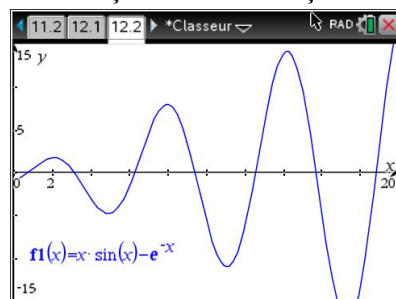 11.2 12.1 12.2 *Classeur RAD
15 y
5
x
0 2 20
f1(x)=x·sin(x)−e^-x
-15